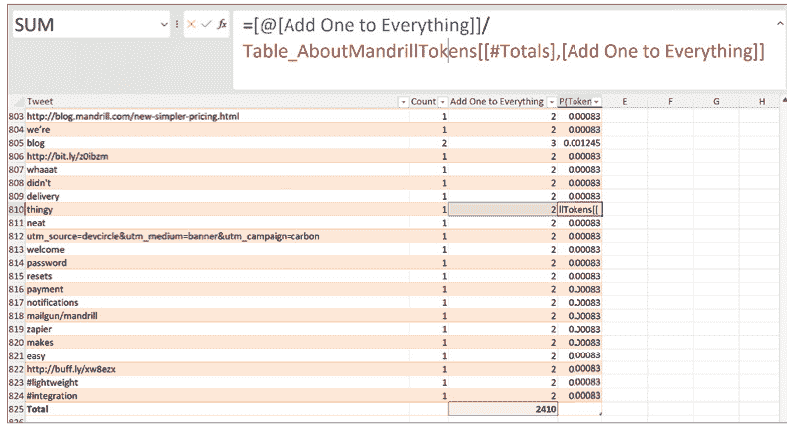 SUM
fx
=[@[Add One to Everything]]/
Table_AboutMandrillTokens[[#Totals],[Add One to Everything]]
Tweet Count Add One to Everything P(Token E F G H
803 http://blog.mandrill.com/new-simpler-pricing.html 1 2 0.00083
804 we're 1 2 0.00083
805 blog 2 3 0.001245
806 http://bit.ly/z0ibzm 1 2 0.00083
807 whaaat 1 2 0.00083
808 didn't 1 2 0.00083
809 delivery 1 2 0.00083
810 thingy 1 2 llTokens[[
811 neat 1 2 0.00083
812 utm_source=devcircle&utm_medium=banner&utm_campaign=carbon 1 2 0.00083
813 welcome 1 2 0.00083
814 password 1 2 0.00083
815 resets 1 2 0.00083
816 payment 1 2 0.00083
817 notifications 1 2 0.00083
818 mailgun/mandrill 1 2 0.00083
819 zapier 1 2 0.00083
820 makes 1 2 0.00083
821 easy 1 2 0.00083
822 http://buff.ly/xw8ezx 1 2 0.00083
823 #lightweight 1 2 0.00083
824 #integration 1 2 0.00083
825 Total 2410